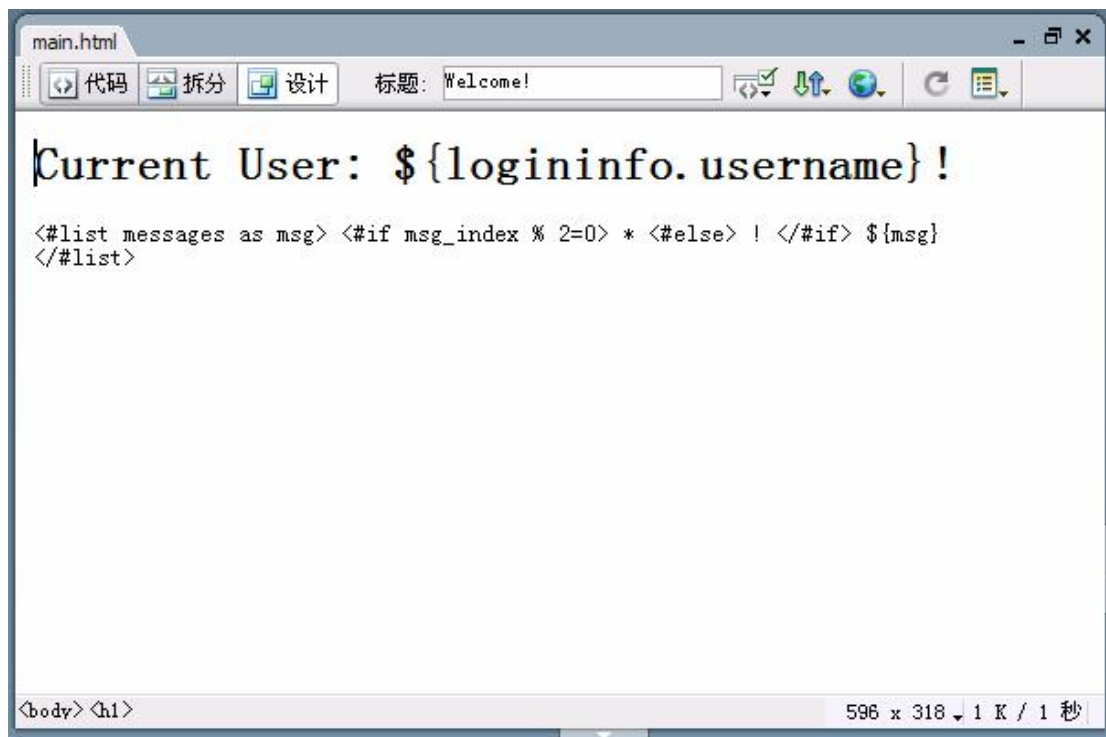 main.html
代码 拆分 设计 标题: Welcome!
Current User: ${logininfo.username}!
<#list messages as msg> <#if msg_index % 2=0> * <#else> ! </#if> ${msg}
</#list>
<body> <h1> 596 x 318 1 K / 1 秒